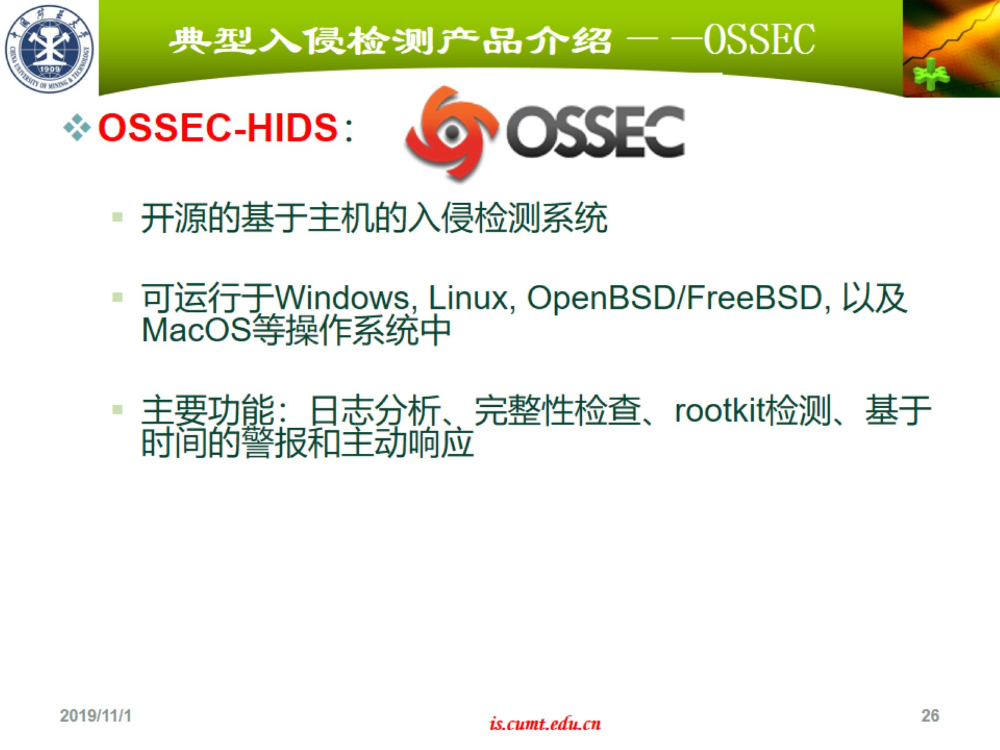 中国矿业大学
1909
CHINA UNIVERSITY OF MINING & TECHNOLOGY
典型入侵检测产品介绍——OSSEC
OSSEC-HIDS：
OSSEC
开源的基于主机的入侵检测系统
可运行于Windows, Linux, OpenBSD/FreeBSD, 以及
MacOS等操作系统中
主要功能：日志分析、完整性检查、rootkit检测、基于
时间的警报和主动响应
2019/11/1
is.cumt.edu.cn
26